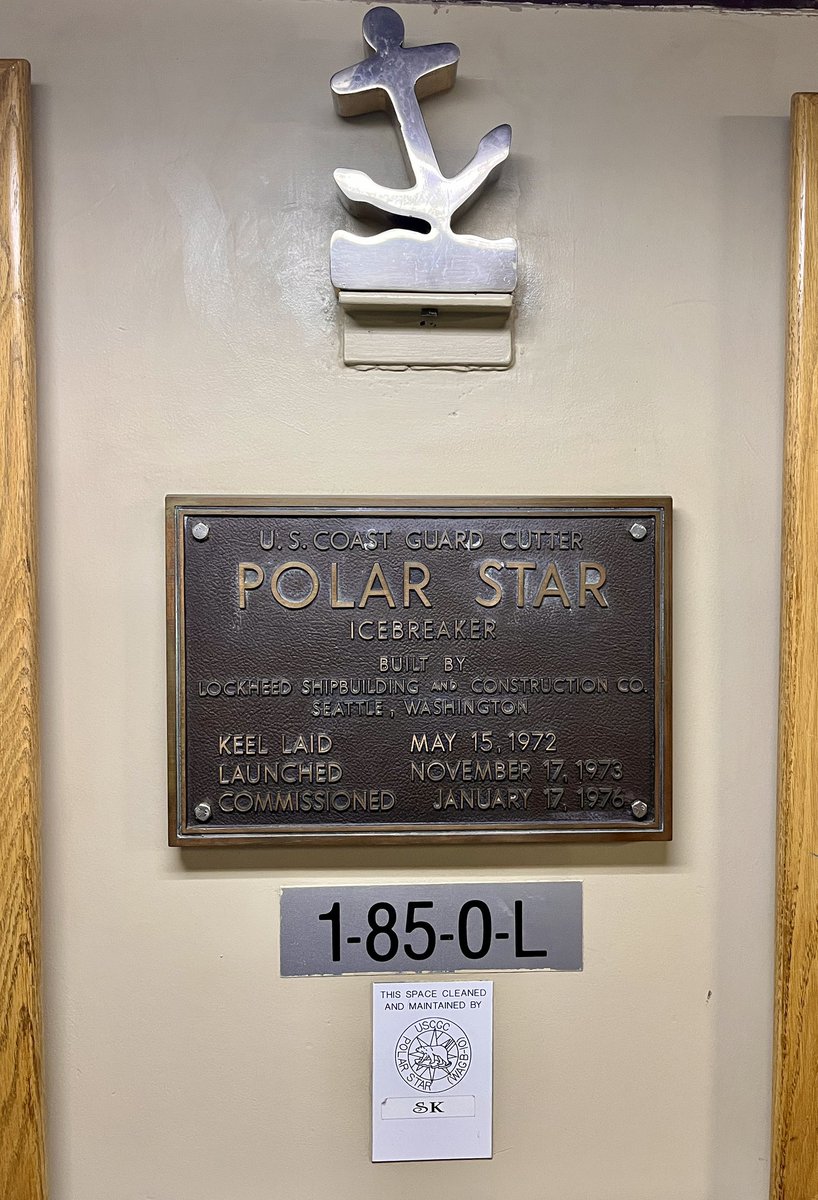 U.S. COAST GUARD CUTTER
POLAR STAR
ICEBREAKER
BUILT BY
LOCKHEED SHIPBUILDING AND CONSTRUCTION CO.
SEATTLE, WASHINGTON
KEEL LAID MAY 15, 1972
LAUNCHED NOVEMBER 17, 1973
COMMISSIONED JANUARY 17, 1976
1-85-0-L
THIS SPACE CLEANED
AND MAINTAINED BY
USCGC
POLAR STAR
(WAGB-10)
SK